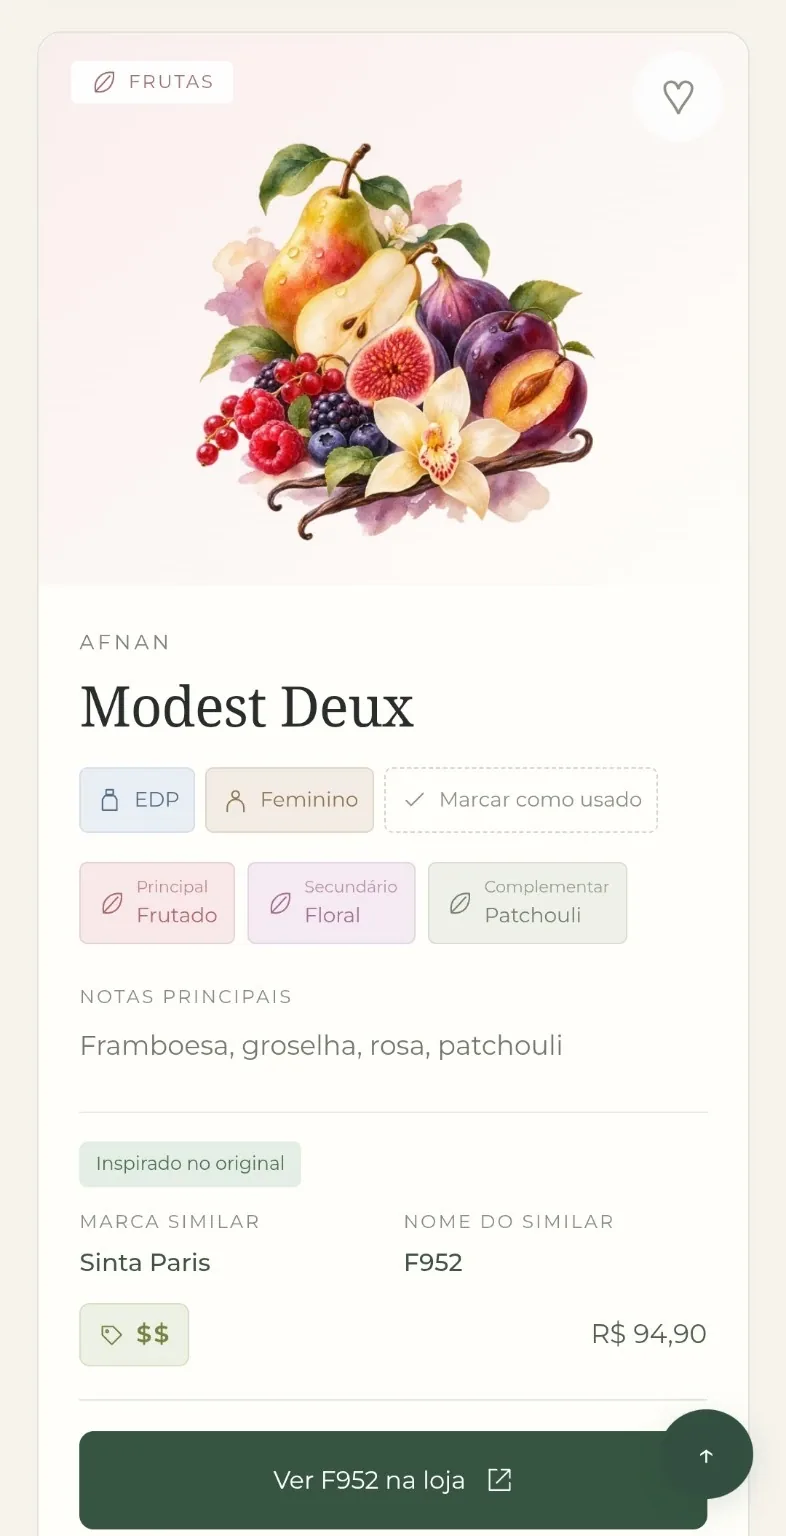 FRUTAS
AFNAN
Modest Deux
EDP
Feminino
Marcar como usado
Principal
Frutado
Secundário
Floral
Complementar
Patchouli
NOTAS PRINCIPAIS
Framboesa, groselha, rosa, patchouli
Inspirado no original
MARCA SIMILAR
Sinta Paris
NOME DO SIMILAR
F952
$$
R$ 94,90
Ver F952 na loja